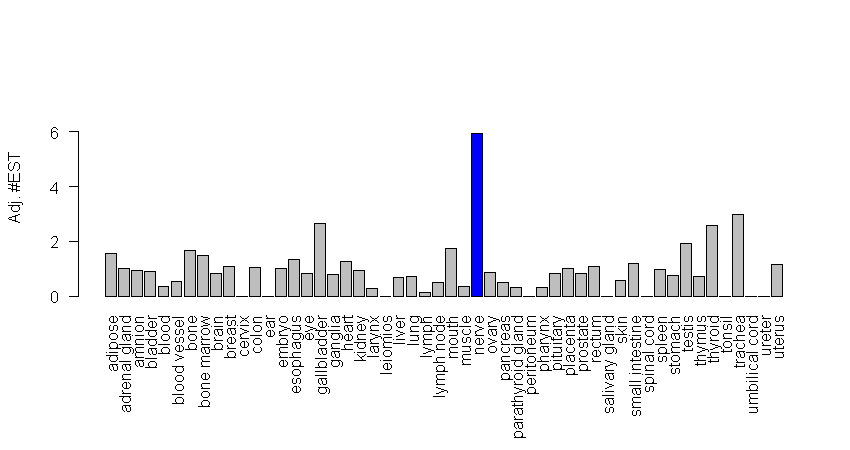 Adj. #EST
6
4
2
0
adipose
adrenal gland
amnion
bladder
blood
blood vessel
bone
bone marrow
brain
breast
cervix
colon
ear
embryo
esophagus
eye
gallbladder
ganglia
heart
kidney
larynx
leiomios
liver
lung
lymph
lymph node
mouth
muscle
nerve
ovary
pancreas
parathyroid gland
peritoneum
pharynx
pituitary
placenta
prostate
rectum
salivary gland
skin
small intestine
spinal cord
spleen
stomach
testis
thymus
thyroid
tonsil
trachea
umbilical cord
ureter
uterus